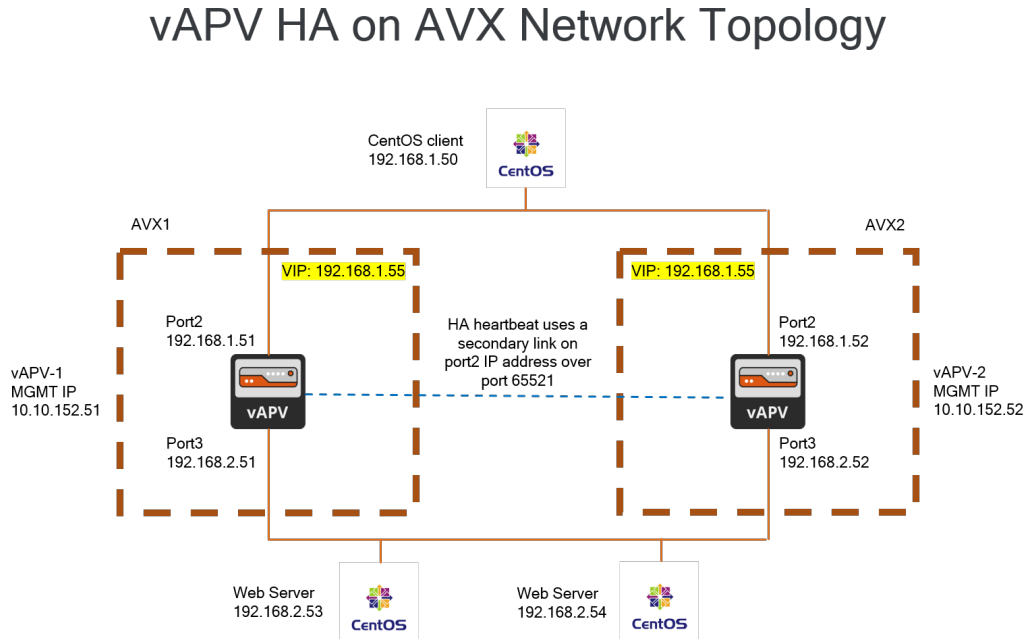 vAPV HA on AVX Network Topology
CentOS client
192.168.1.50
CentOS
AVX1
AVX2
VIP: 192.168.1.55
VIP: 192.168.1.55
Port2
192.168.1.51
HA heartbeat uses a
secondary link on
port2 IP address over
port 65521
Port2
192.168.1.52
vAPV-1
MGMT IP
10.10.152.51
vAPV
vAPV
vAPV-2
MGMT IP
10.10.152.52
Port3
192.168.2.51
Port3
192.168.2.52
Web Server
192.168.2.53
CentOS
Web Server
192.168.2.54
CentOS